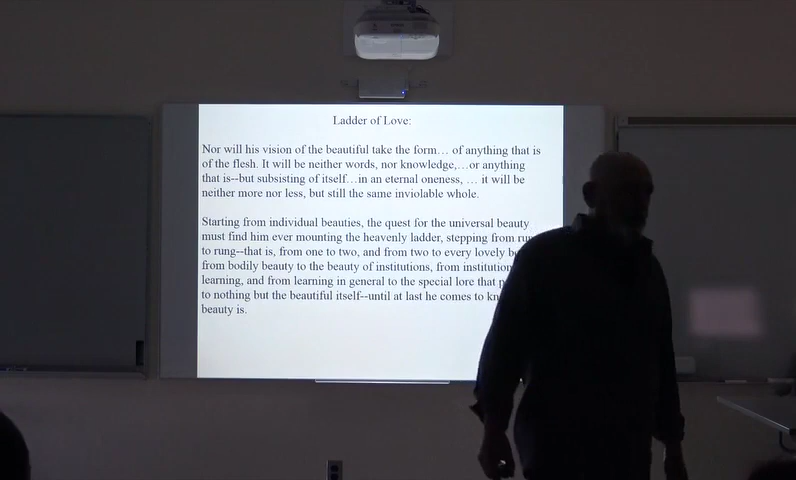 Ladder of Love:
Nor will his vision of the beautiful take the form… of anything that is
of the flesh. It will be neither words, nor knowledge,…or anything
that is--but subsisting of itself…in an eternal oneness, … it will be
neither more nor less, but still the same inviolable whole.
Starting from individual beauties, the quest for the universal beauty
must find him ever mounting the heavenly ladder, stepping from
to rung--that is, from one to two, and from two to every lovely
from bodily beauty to the beauty of institutions, from
learning, and from learning in general to the special lore that
to nothing but the beautiful itself--until at last he comes to
beauty is.